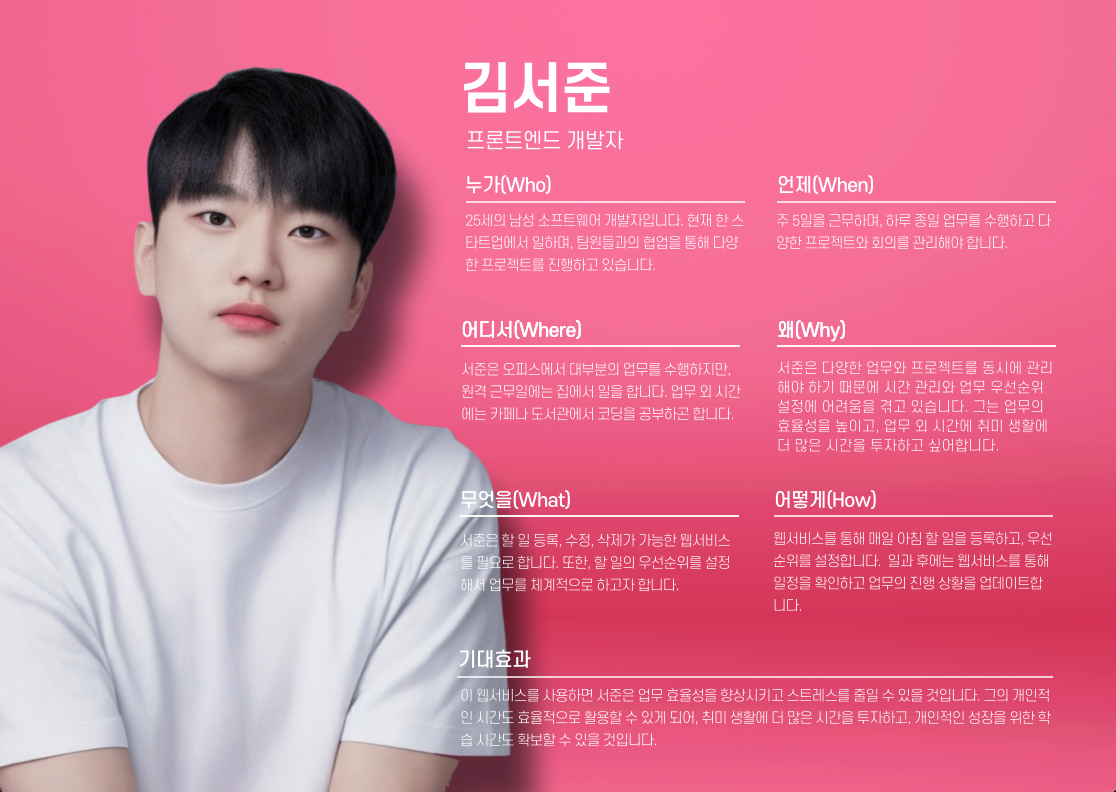 김서준
프론트엔드 개발자
누가(Who)
25세의 남성 소프트웨어 개발자입니다. 현재 한 스
타트업에서 일하며, 팀원들과의 협업을 통해 다양
한 프로젝트를 진행하고 있습니다.
언제(When)
주 5일을 근무하며, 하루 종일 업무를 수행하고 다
양한 프로젝트와 회의를 관리해야 합니다.
어디서(Where)
서준은 오피스에서 대부분의 업무를 수행하지만,
원격 근무일에는 집에서 일을 합니다. 업무 외 시간
에는 카페나 도서관에서 코딩을 공부하곤 합니다.
왜(Why)
서준은 다양한 업무와 프로젝트를 동시에 관리
해야 하기 때문에 시간 관리와 업무 우선순위
설정에 어려움을 겪고 있습니다. 그는 업무의
효율성을 높이고, 업무 외 시간에 취미 생활에
더 많은 시간을 투자하고 싶어합니다.
무엇을(What)
서준은 할 일 등록, 수정, 삭제가 가능한 웹서비스
를 필요로 합니다. 또한, 할 일의 우선순위를 설정
해서 업무를 체계적으로 하고자 합니다.
어떻게(How)
웹서비스를 통해 매일 아침 할 일을 등록하고, 우선
순위를 설정합니다. 일과 후에는 웹서비스를 통해
일정을 확인하고 업무의 진행 상황을 업데이트합
니다.
기대효과
이 웹서비스를 사용하면 서준은 업무 효율성을 향상시키고 스트레스를 줄일 수 있을 것입니다. 그의 개인적
인 시간도 효율적으로 활용할 수 있게 되어, 취미 생활에 더 많은 시간을 투자하고, 개인적인 성장을 위한 학
습 시간도 확보할 수 있을 것입니다.